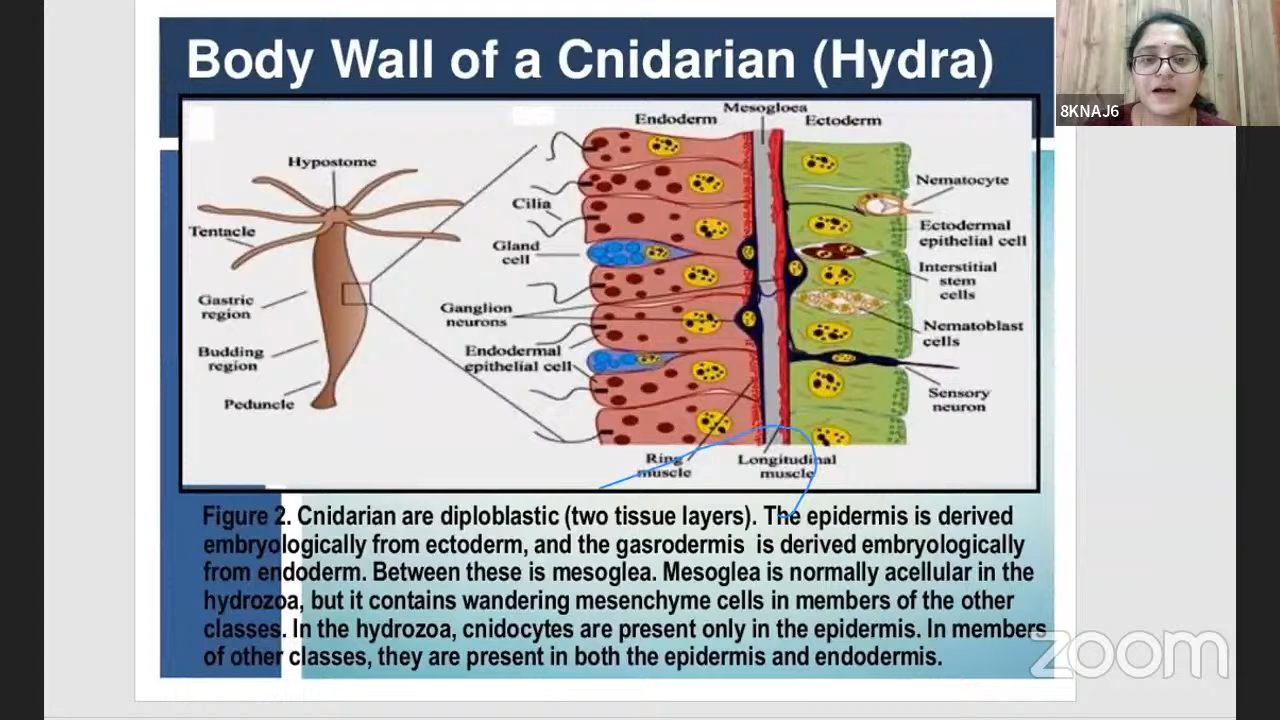 Body Wall of a Cnidarian (Hydra)
8KNAJ6
Mesogloea
Endoderm
Ectoderm
Hypostome
Nematocyte
Cilia
Tentacle
Ectodermal
epithelial cell
Gland
cell
Interstitial
stem
cells
Gastric
region
Ganglion
neurons
Nematoblast
cells
Budding
region
Endodermal
epithelial cell
Sensory
neuron
Peduncle
Ring
muscle
Longitudinal
muscle
Figure 2. Cnidarian are diploblastic (two tissue layers). The epidermis is derived
embryologically from ectoderm, and the gasrodermis is derived embryologically
from endoderm. Between these is mesoglea. Mesoglea is normally acellular in the
hydrozoa, but it contains wandering mesenchyme cells in members of the other
classes. In the hydrozoa, cnidocytes are present only in the epidermis. In members
of other classes, they are present in both the epidermis and endodermis.
zoom